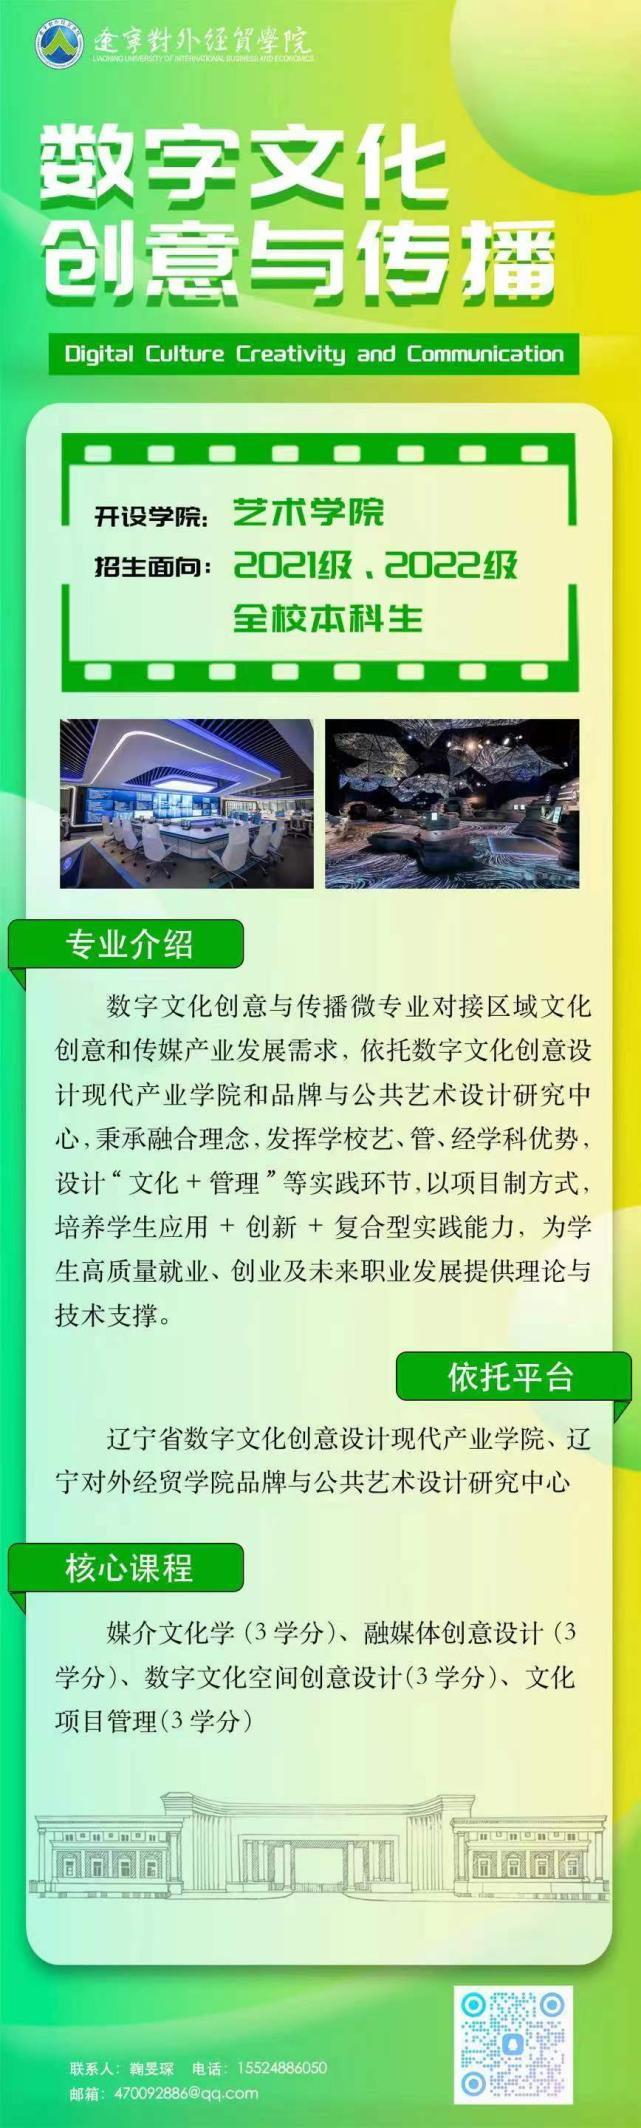 遼寧對外經貿學院
LIAONING UNIVERSITY OF INTERNATIONAL BUSINESS AND ECONOMICS
数字文化
创意与传播
Digital Culture Creativity and Communication
开设学院：艺术学院
招生面向：2021级、2022级
全校本科生
专业介绍
数字文化创意与传播微专业对接区域文化
创意和传媒产业发展需求，依托数字文化创意设
计现代产业学院和品牌与公共艺术设计研究中
心，秉承融合理念，发挥学校艺、管、经学科优势，
设计“文化+管理”等实践环节，以项目制方式，
培养学生应用 + 创新 + 复合型实践能力，为学
生高质量就业、创业及未来职业发展提供理论与
技术支撑。
依托平台
辽宁省数字文化创意设计现代产业学院、辽
宁对外经贸学院品牌与公共艺术设计研究中心
核心课程
媒介文化学（3 学分）、融媒体创意设计（3
学分）、数字文化空间创意设计（3 学分）、文化
项目管理（3 学分）
联系人：鞠旻琛 电话：15524886050
邮箱：470092886@qq.com